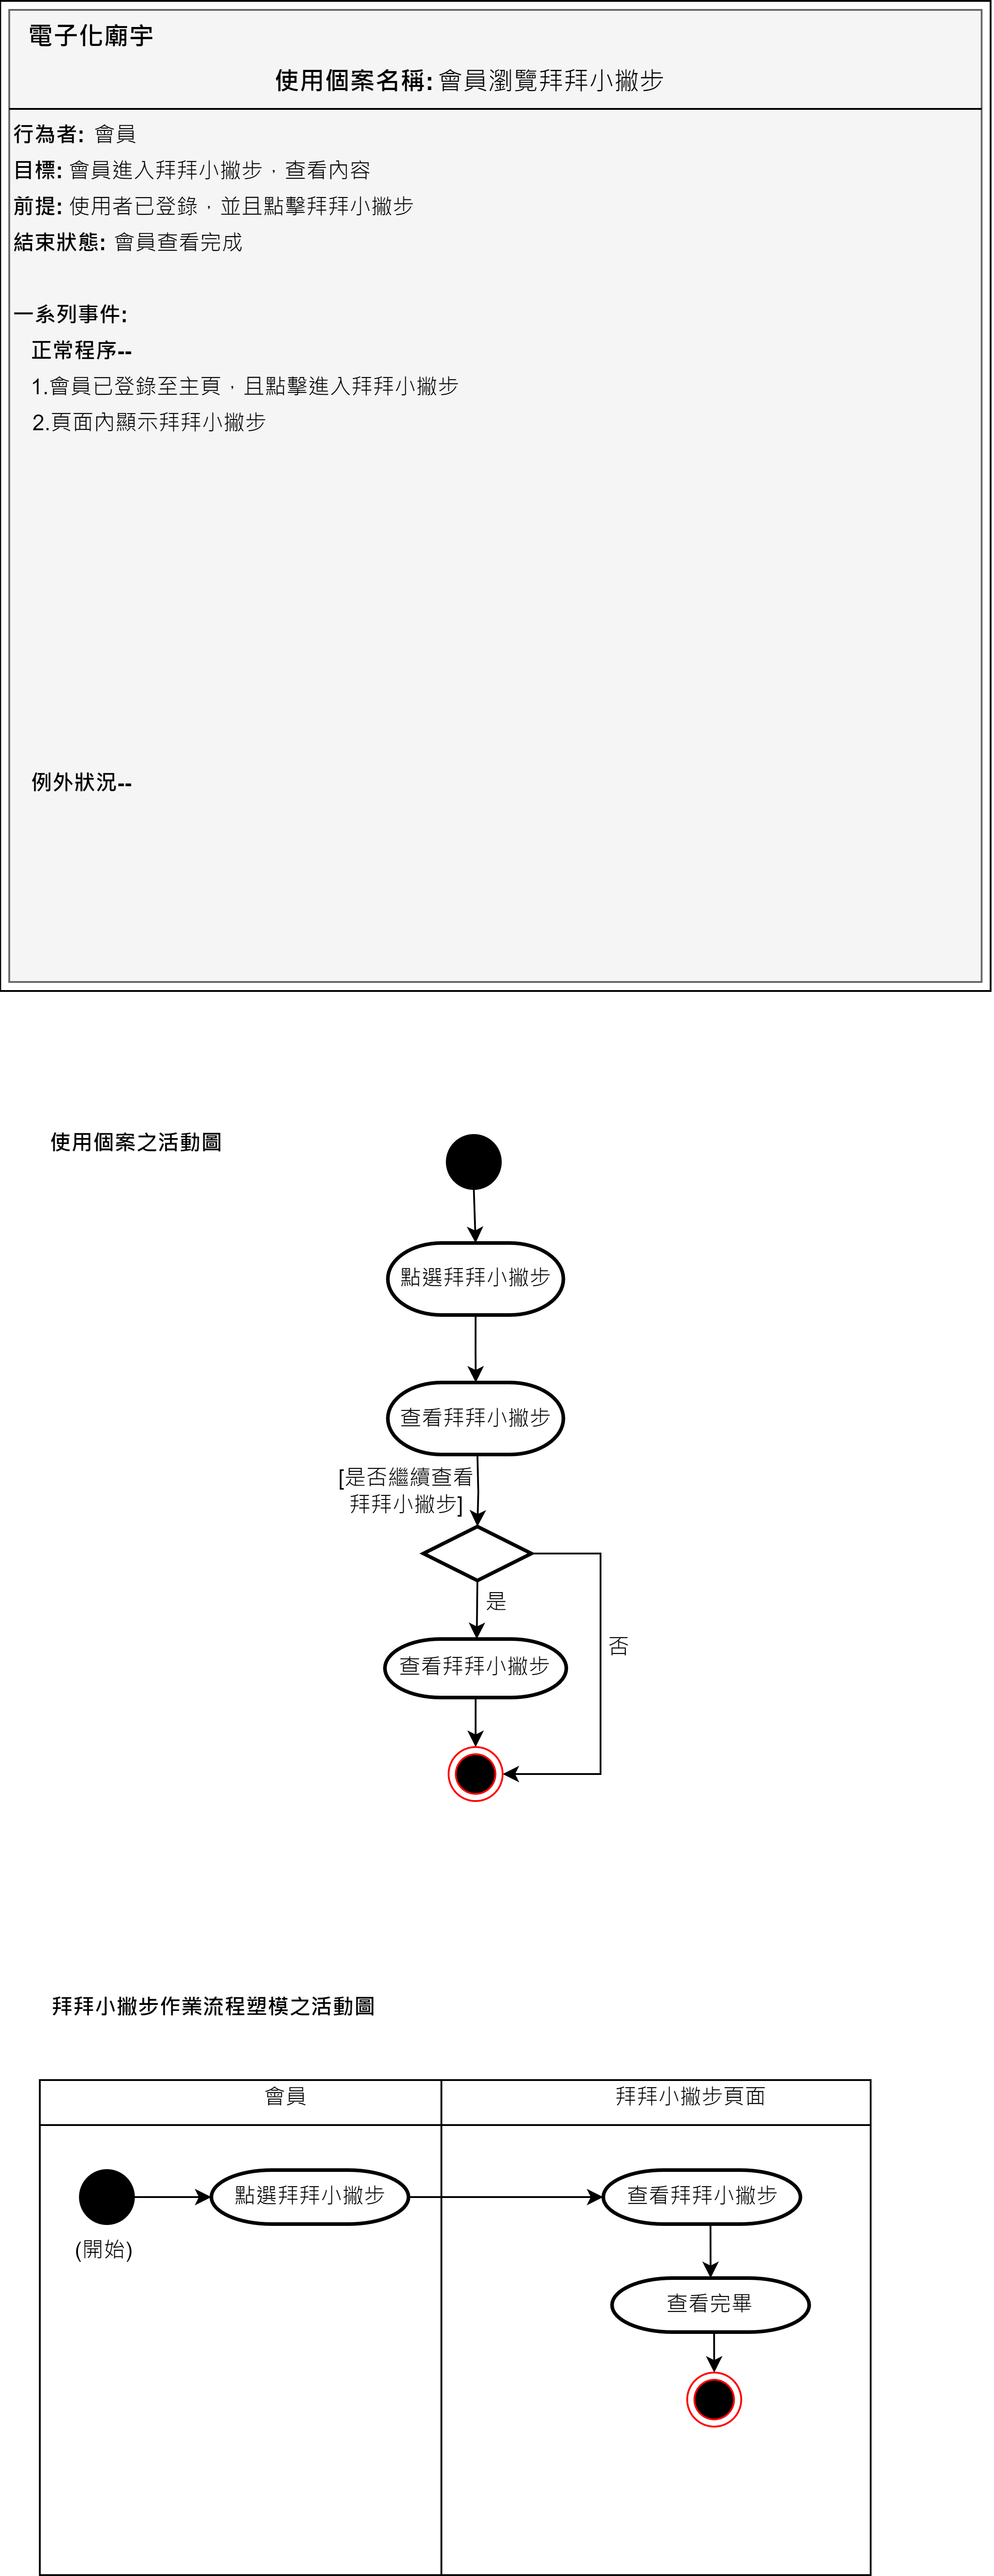 電子化廟宇
使用個案名稱: 會員瀏覽拜拜小撇步
行為者: 會員
目標: 會員進入拜拜小撇步，查看內容
前提: 使用者已登錄，並且點擊拜拜小撇步
結束狀態: 會員查看完成
一系列事件:
正常程序--
1.會員已登錄至主頁，且點擊進入拜拜小撇步
2.頁面內顯示拜拜小撇步
例外狀況--
使用個案之活動圖
點選拜拜小撇步
查看拜拜小撇步
[是否繼續查看
拜拜小撇步]
是
否
查看拜拜小撇步
拜拜小撇步作業流程塑模之活動圖
會員
拜拜小撇步頁面
點選拜拜小撇步
查看拜拜小撇步
(開始)
查看完畢